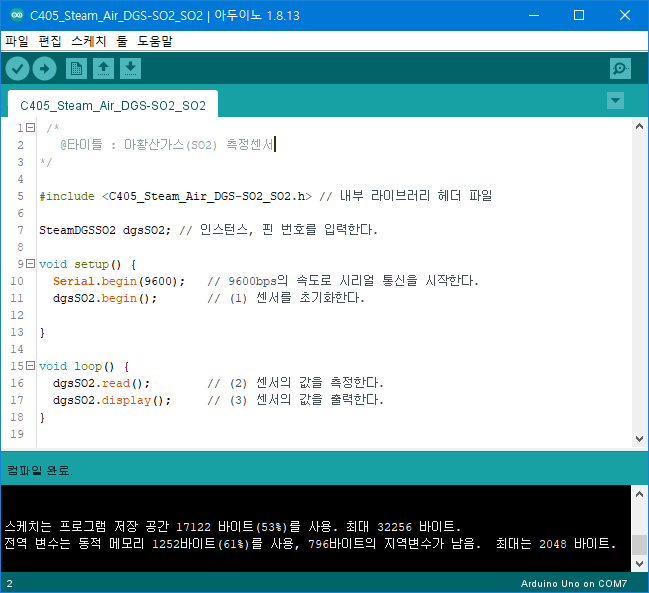 C405_Steam_Air_DGS-SO2_SO2 | 아두이노 1.8.13
파일 편집 스케치 툴 도움말
C405_Steam_Air_DGS-SO2_SO2
1 /*
2 @타이틀 : 아황산가스(SO2) 측정센서
3 */
4
5 #include <C405_Steam_Air_DGS-SO2_SO2.h> // 내부 라이브러리 헤더 파일
6
7 SteamDGSSO2 dgsSO2; // 인스턴스, 핀 번호를 입력한다.
8
9 void setup() {
10 Serial.begin(9600); // 9600bps의 속도로 시리얼 통신을 시작한다.
11 dgsSO2.begin(); // (1) 센서를 초기화한다.
12
13 }
14
15 void loop() {
16 dgsSO2.read(); // (2) 센서의 값을 측정한다.
17 dgsSO2.display(); // (3) 센서의 값을 출력한다.
18 }
19
컴파일 완료.
스케치는 프로그램 저장 공간 17122 바이트(53%)를 사용. 최대 32256 바이트.
전역 변수는 동적 메모리 1252바이트(61%)를 사용, 796바이트의 지역변수가 남음. 최대는 2048 바이트.
2 Arduino Uno on COM7